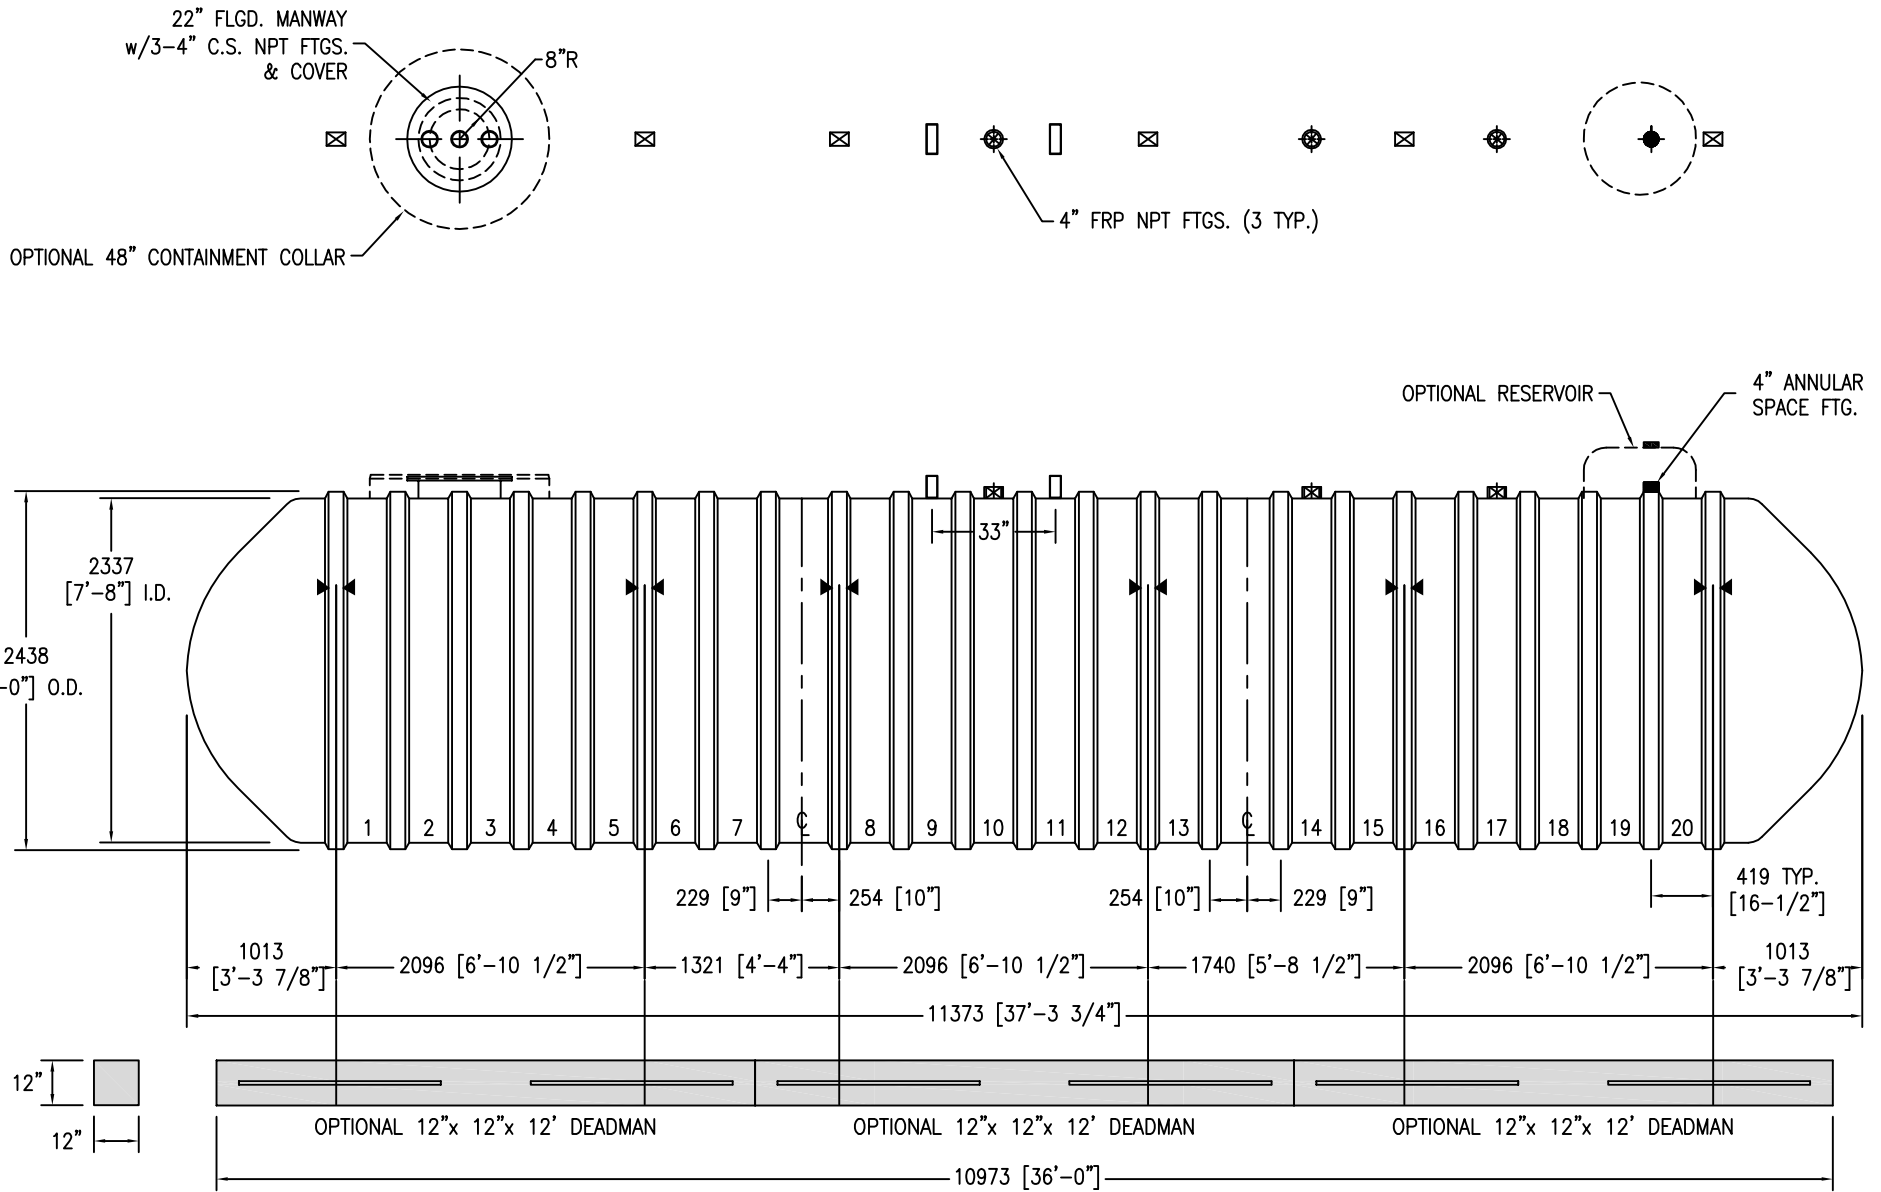 22" FLGD. MANWAY
w/3-4" C.S. NPT FTGS.
& COVER
8"R
4" FRP NPT FTGS. (3 TYP.)
OPTIONAL 48" CONTAINMENT COLLAR
OPTIONAL RESERVOIR
4" ANNULAR
SPACE FTG.
33"
2337
[7'-8"] I.D.
2438
-0"] O.D.
1 2 3 4 5 6 7 ℄ 8 9 10 11 12 13 ℄ 14 15 16 17 18 19 20
229 [9"] 254 [10"] 254 [10"] 229 [9"]
419 TYP.
[16-1/2"]
1013
[3'-3 7/8"]
2096 [6'-10 1/2"] 1321 [4'-4"] 2096 [6'-10 1/2"] 1740 [5'-8 1/2"] 2096 [6'-10 1/2"]
1013
[3'-3 7/8"]
11373 [37'-3 3/4"]
12"
12"
OPTIONAL 12"x 12"x 12' DEADMAN
OPTIONAL 12"x 12"x 12' DEADMAN
OPTIONAL 12"x 12"x 12' DEADMAN
10973 [36'-0"]